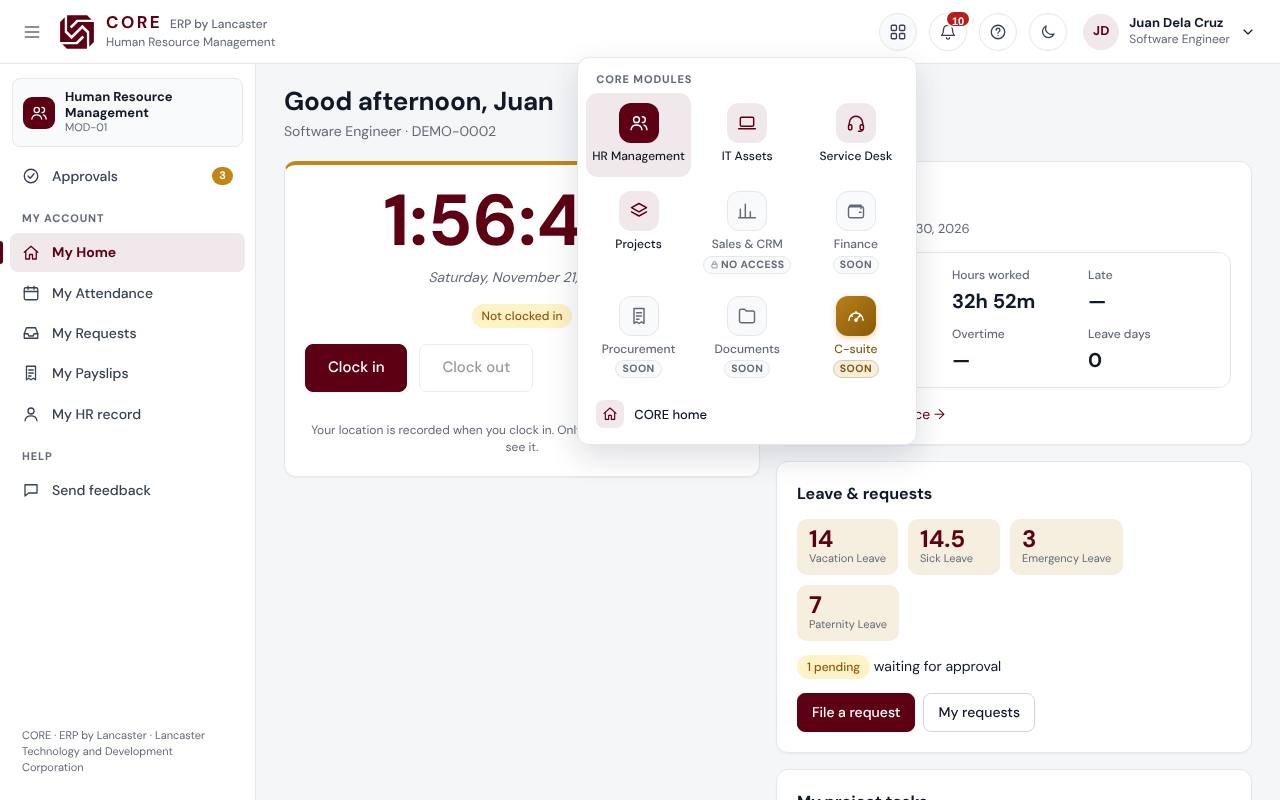 CORE ERP by Lancaster
Human Resource Management
10
JD
Juan Dela Cruz
Software Engineer
Human Resource
Management
MOD-01
Approvals
3
MY ACCOUNT
My Home
My Attendance
My Requests
My Payslips
My HR record
HELP
Send feedback
CORE · ERP by Lancaster · Lancaster
Technology and Development
Corporation
Good afternoon, Juan
Software Engineer · DEMO-0002
1:56:4
Saturday, November 21,
Not clocked in
Clock in
Clock out
Your location is recorded when you clock in. Only
see it.
CORE MODULES
HR Management
IT Assets
Service Desk
Projects
Sales & CRM
NO ACCESS
Finance
SOON
Procurement
SOON
Documents
SOON
C-suite
SOON
CORE home
30, 2026
Hours worked
32h 52m
Late
—
Overtime
—
Leave days
0
ce →
Leave & requests
14
Vacation Leave
14.5
Sick Leave
3
Emergency Leave
7
Paternity Leave
1 pending waiting for approval
File a request
My requests
My project tasks